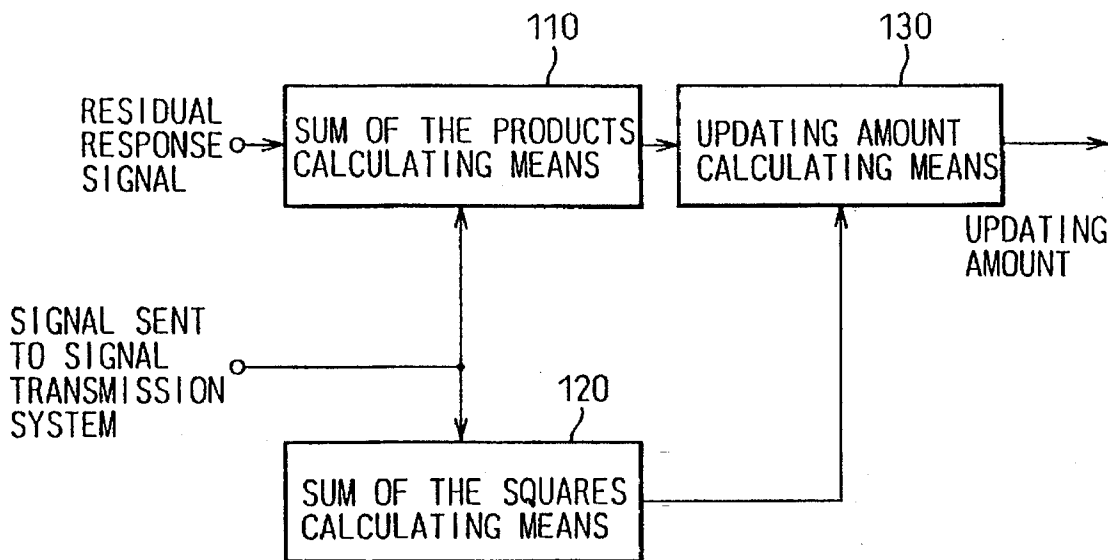 110
130
RESIDUAL
RESPONSE
SIGNAL
SUM OF THE PRODUCTS
CALCULATING MEANS
UPDATING AMOUNT
CALCULATING MEANS
UPDATING
AMOUNT
SIGNAL SENT
TO SIGNAL
TRANSMISSION
SYSTEM
120
SUM OF THE SQUARES
CALCULATING MEANS